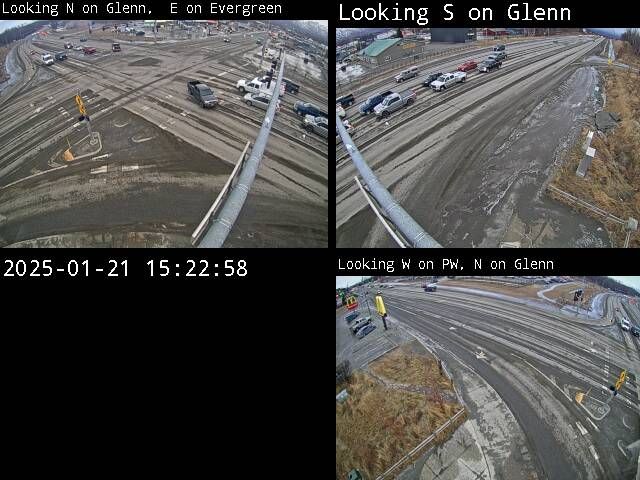 Looking N on Glenn, E on Evergreen
Looking S on Glenn
2025-01-21 15:22:58
Looking W on PW, N on Glenn